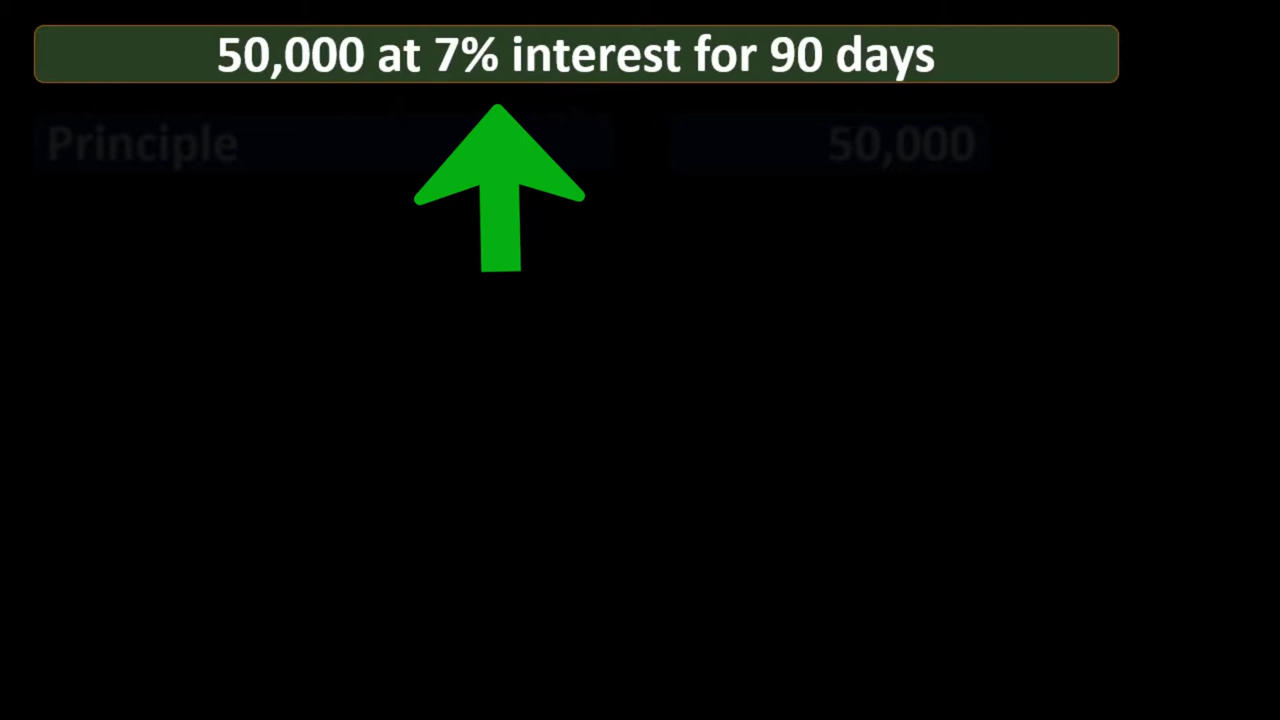 50,000 at 7% interest for 90 days
Principle 50,000